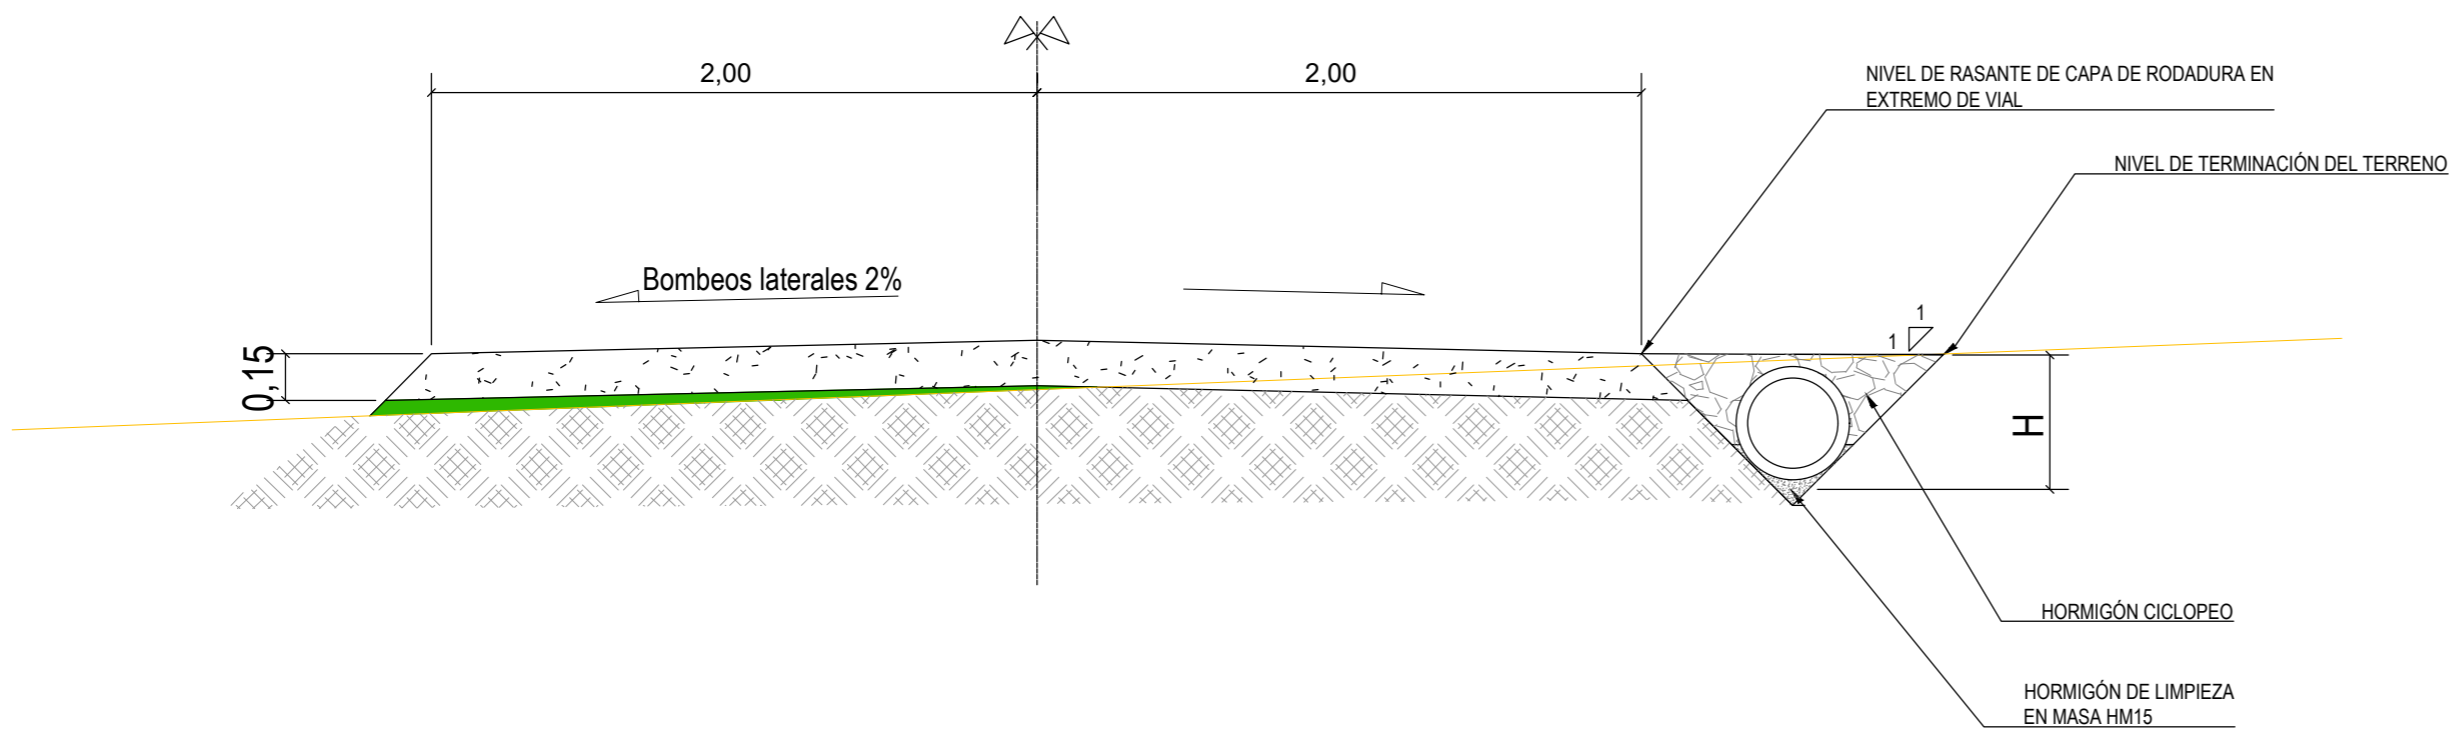 2,00
2,00
NIVEL DE RASANTE DE CAPA DE RODADURA EN
EXTREMO DE VIAL
NIVEL DE TERMINACIÓN DEL TERRENO
Bombeos laterales 2%
1
1
0,15
H
HORMIGÓN CICLOPEO
HORMIGÓN DE LIMPIEZA
EN MASA HM15